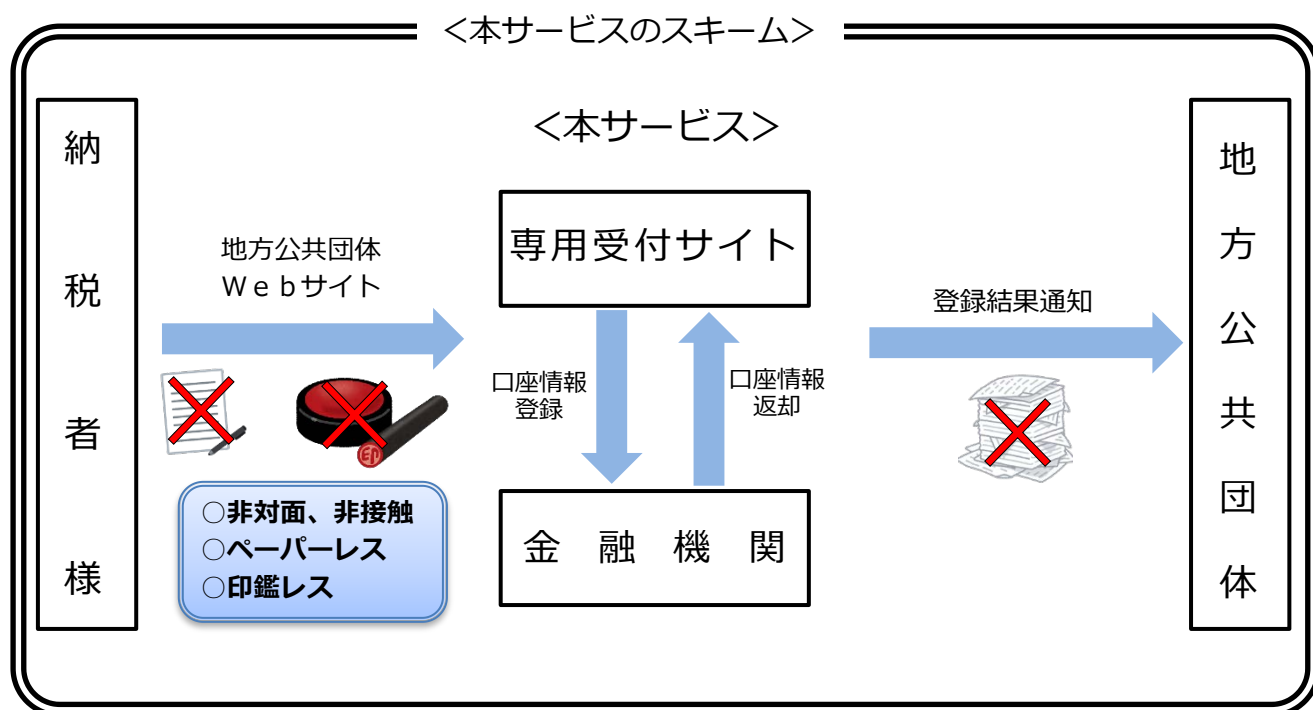 ＜本サービスのスキーム＞
納税者様
地方公共団体
Ｗｅｂサイト
○非対面、非接触
○ペーパーレス
○印鑑レス
＜本サービス＞
専用受付サイト
口座情報
登録
口座情報
返却
金融機関
登録結果通知
地方公共団体